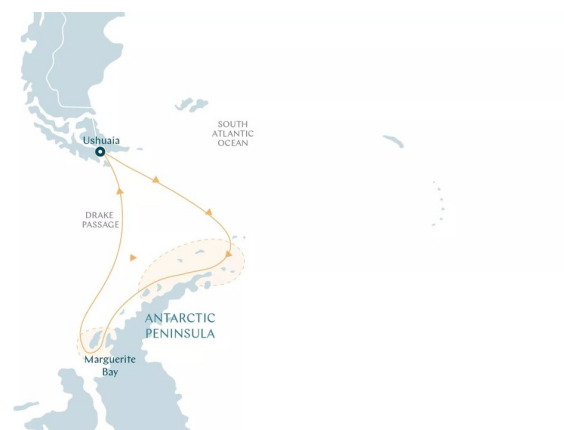 SOUTH
ATLANTIC
OCEAN
Ushuaia
DRAKE
PASSAGE
ANTARCTIC
PENINSULA
Marguerite
Bay